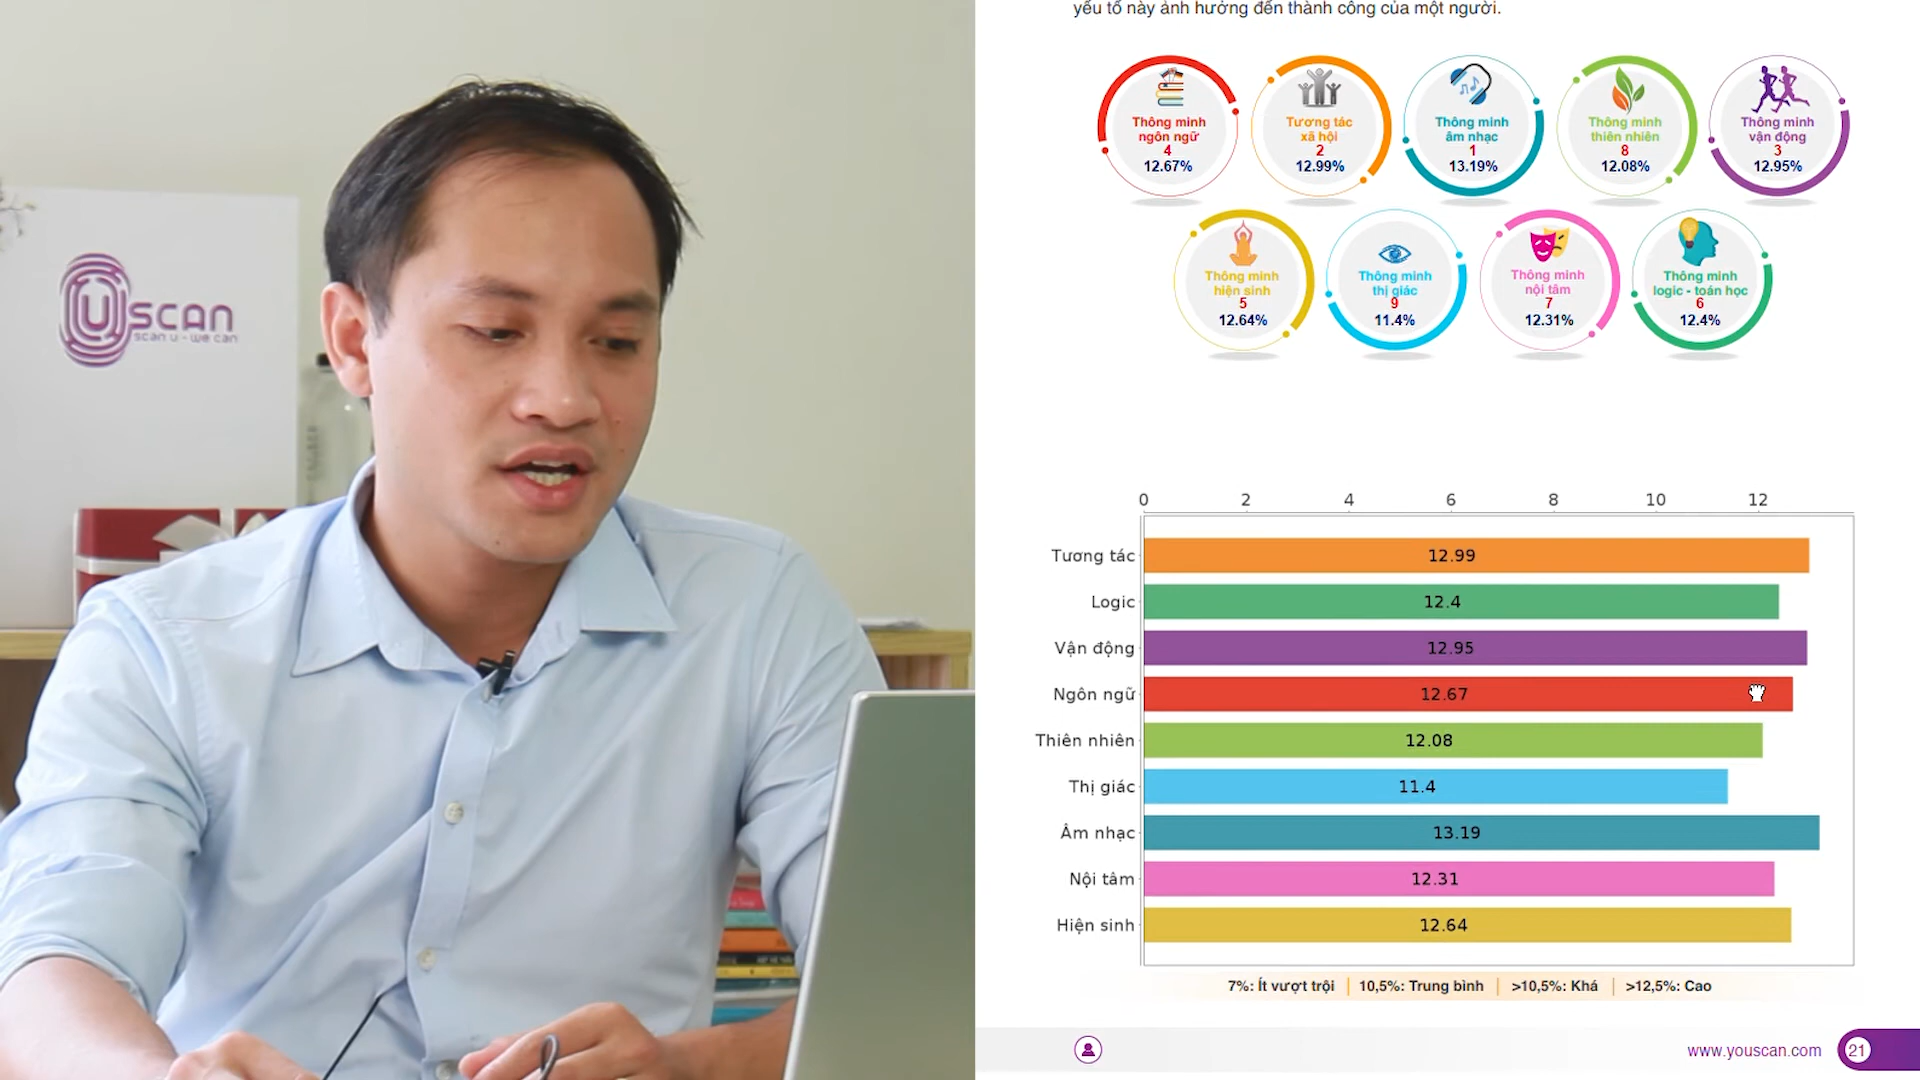 USCAN
scan U - we can
yếu tố này ảnh hưởng đến thành công của một người.
Thông minh
ngôn ngữ
4
12.67%
Tương tác
xã hội
2
12.99%
Thông minh
âm nhạc
1
13.19%
Thông minh
thiên nhiên
8
12.08%
Thông minh
vận động
3
12.95%
Thông minh
hiện sinh
5
12.64%
Thông minh
thị giác
9
11.4%
Thông minh
nội tâm
7
12.31%
Thông minh
logic - toán học
6
12.4%
0 2 4 6 8 10 12
Tương tác 12.99
Logic 12.4
Vận động 12.95
Ngôn ngữ 12.67
Thiên nhiên 12.08
Thị giác 11.4
Âm nhạc 13.19
Nội tâm 12.31
Hiện sinh 12.64
7%: Ít vượt trội | 10,5%: Trung bình | >10,5%: Khá | >12,5%: Cao
www.youscan.com 21